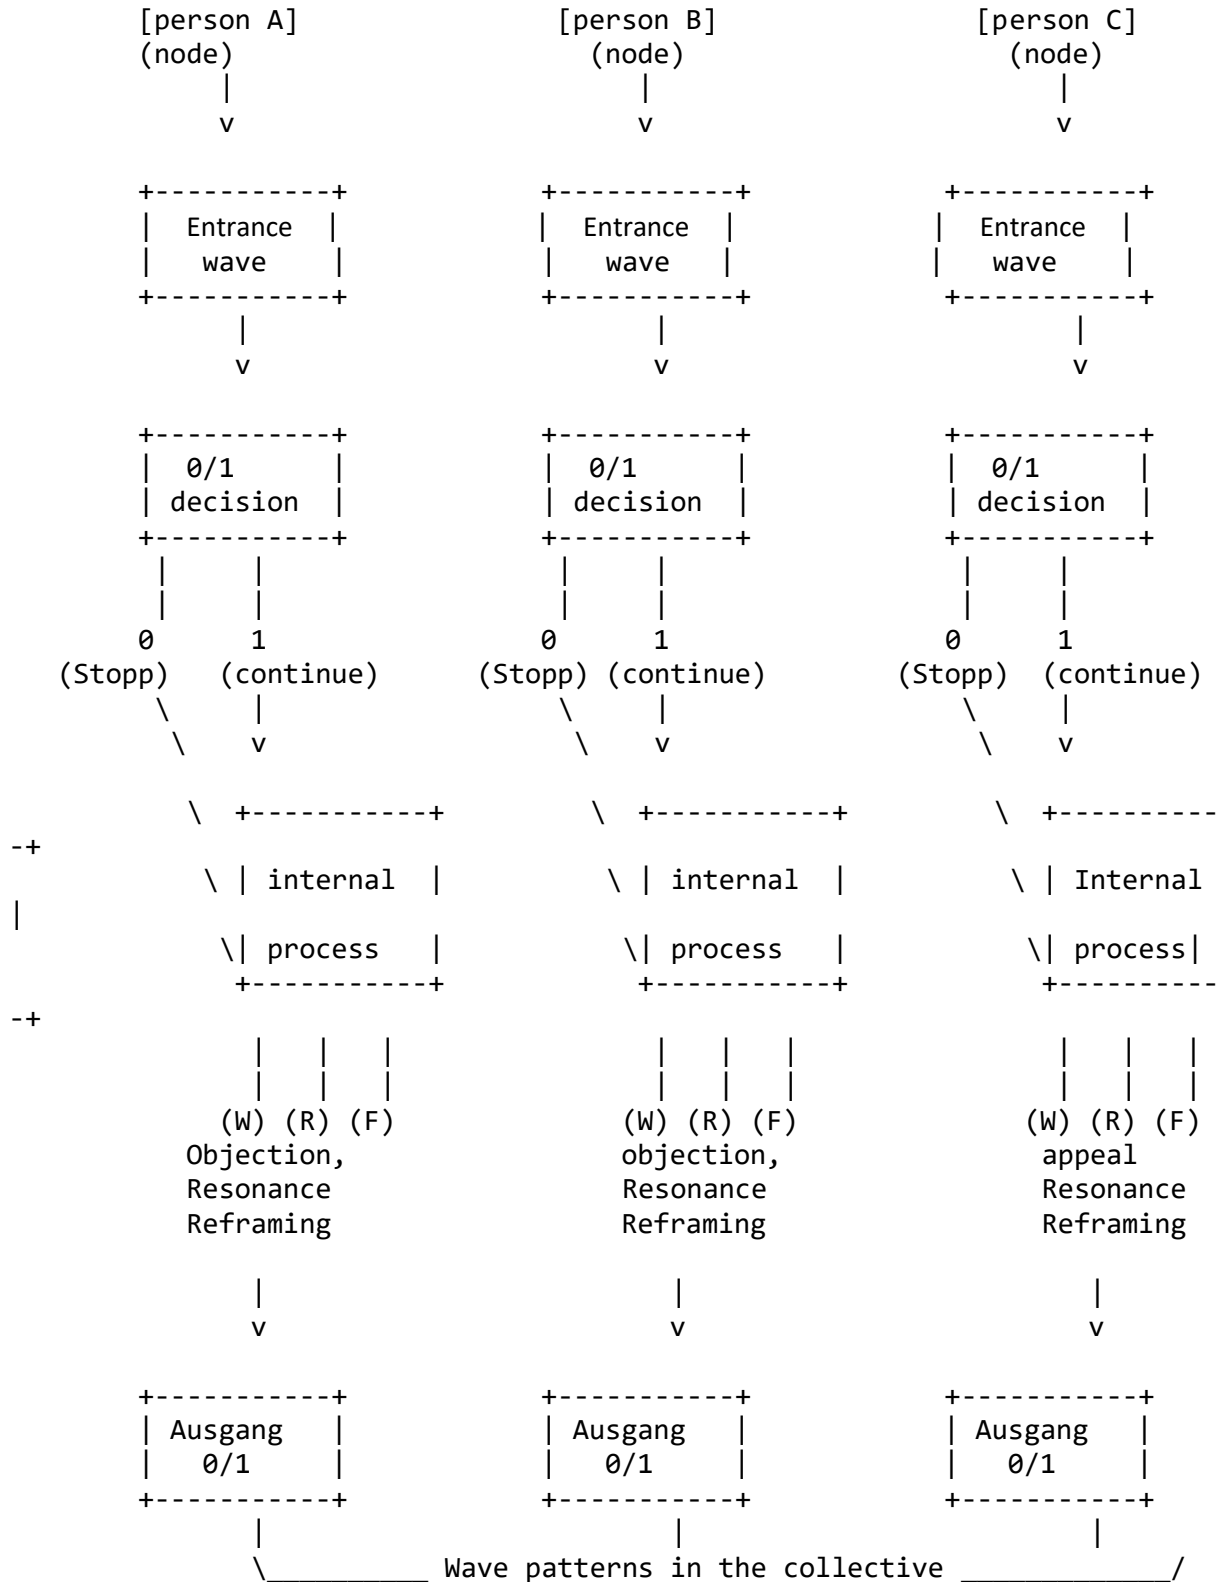 [person A] [person B] [person C]
(node) (node) (node)
| | |
v v v
+-----------+ +-----------+ +-----------+
| Entrance | | Entrance | | Entrance |
| wave | | wave | | wave |
+-----------+ +-----------+ +-----------+
| | |
v v v
+-----------+ +-----------+ +-----------+
| 0/1 | | 0/1 | | 0/1 |
| decision | | decision | | decision |
+-----------+ +-----------+ +-----------+
| | | | | |
| | | | | |
0 1 0 1 0 1
(Stopp) (continue) (Stopp) (continue) (Stopp) (continue)
\ | \ | \ |
\ v \ v \ v
\ +-----------+ \ +-----------+ \ +----------
-+
\ | internal | \ | internal | \ | Internal
|
\| process | \| process | \| process|
+-----------+ +-----------+ +----------
-+
| | | | | | | | |
| | | | | | | | |
(W) (R) (F) (W) (R) (F) (W) (R) (F)
Objection, objection, appeal
Resonance Resonance Resonance
Reframing Reframing Reframing
| | |
v v v
+-----------+ +-----------+ +-----------+
| Ausgang | | Ausgang | | Ausgang |
| 0/1 | | 0/1 | | 0/1 |
+-----------+ +-----------+ +-----------+
| | |
\__________ Wave patterns in the collective _____________/